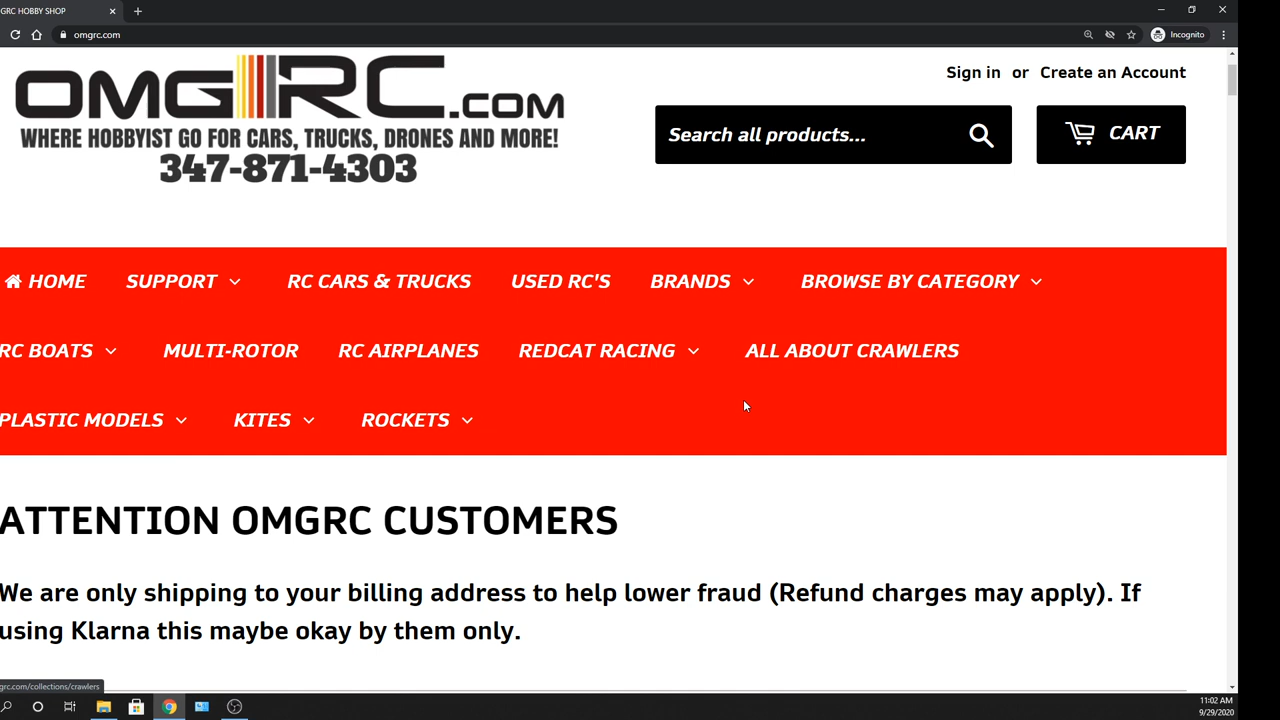 GRC HOBBY SHOP
omgrc.com
Incognito
OMGRC.COM
WHERE HOBBYIST GO FOR CARS, TRUCKS, DRONES AND MORE!
347-871-4303
Sign in or Create an Account
Search all products...
CART
HOME SUPPORT RC CARS & TRUCKS USED RC'S BRANDS BROWSE BY CATEGORY
RC BOATS MULTI-ROTOR RC AIRPLANES REDCAT RACING ALL ABOUT CRAWLERS
PLASTIC MODELS KITES ROCKETS
ATTENTION OMGRC CUSTOMERS
We are only shipping to your billing address to help lower fraud (Refund charges may apply). If
using Klarna this maybe okay by them only.
grc.com/collections/crawlers
11:02 AM
9/29/2020